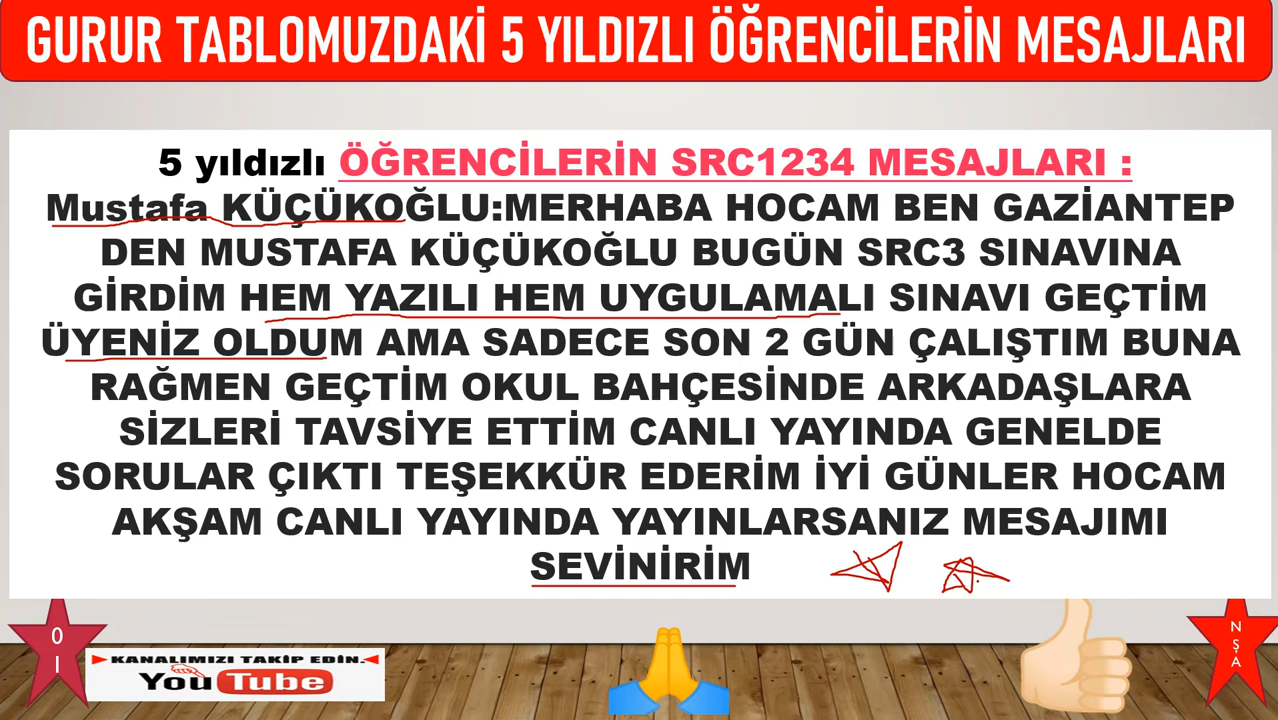 GURUR TABLOMUZDAKİ 5 YILDIZLI ÖĞRENCİLERİN MESAJLARI
5 yıldızlı ÖĞRENCİLERİN SRC1234 MESAJLARI :
Mustafa KÜÇÜKOĞLU:MERHABA HOCAM BEN GAZİANTEP
DEN MUSTAFA KÜÇÜKOĞLU BUGÜN SRC3 SINAVINA
GİRDİM HEM YAZILI HEM UYGULAMALI SINAVI GEÇTİM
ÜYENİZ OLDUM AMA SADECE SON 2 GÜN ÇALIŞTIM BUNA
RAĞMEN GEÇTİM OKUL BAHÇESİNDE ARKADAŞLARA
SİZLERİ TAVSİYE ETTİM CANLI YAYINDA GENELDE
SORULAR ÇIKTI TEŞEKKÜR EDERİM İYİ GÜNLER HOCAM
AKŞAM CANLI YAYINDA YAYINLARSANIZ MESAJIMI
SEVİNİRİM
O
I
KANALIMIZI TAKİP EDİN.
YouTube
N
Ş
A